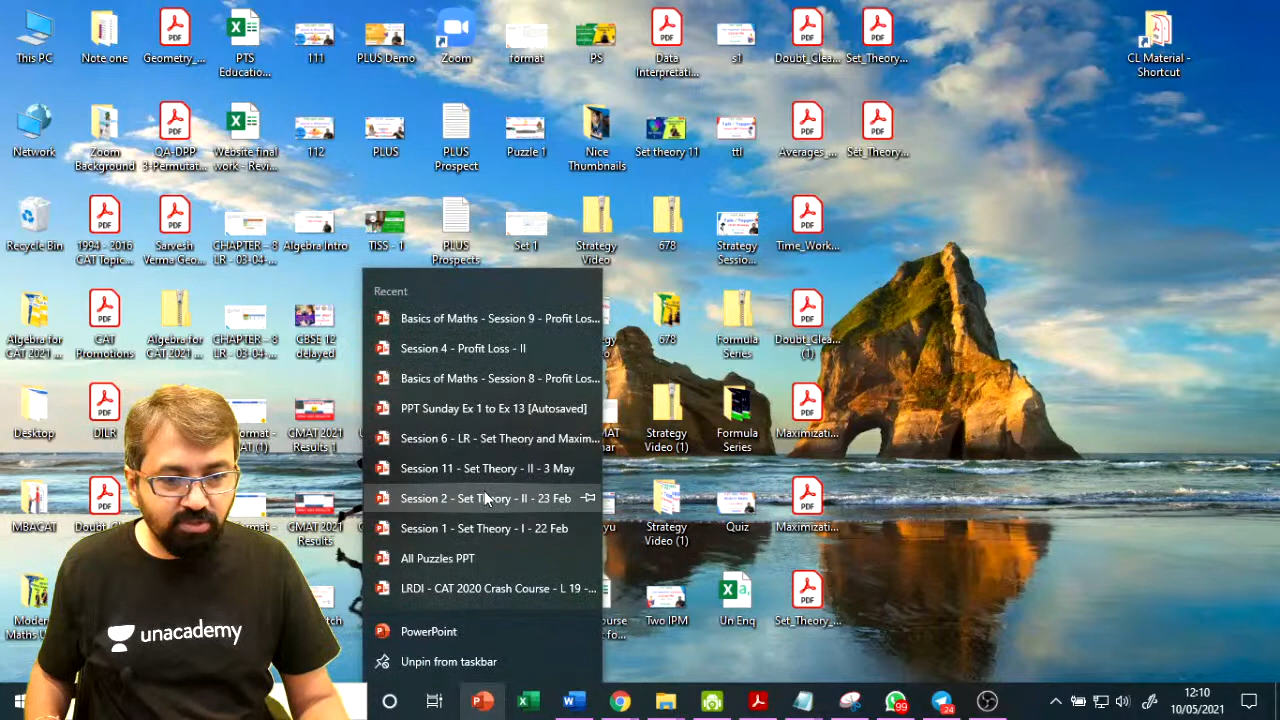 This PC
Note one
Geometry_...
PTS
Educatio...
111
PLUS Demo
Zoom
format
PS
Data
Interpretati...
s1
Doubt_Clea...
Set_Theory...
CL Material -
Shortcut
Network
Zoom
Background
QA-DPP
3-Permutat...
Website final
work - Revi...
112
PLUS
PLUS
Prospect
Puzzle 1
Nice
Thumbnails
Set theory 11
ttl
Averages_...
Set_Theory...
Recycle Bin
1994 - 2016
CAT Topic...
Sarvesh
Verma Geo...
CHAPTER – 8
LR - 03-04-...
Algebra Intro
TISS - 1
PLUS
Prospects
Set 1
Strategy
Video
678
Strategy
Sessio...
Time_Work...
Algebra for
CAT 2021 ...
CAT
Promotions
Algebra for
CAT 2021 ...
CHAPTER – 8
LR - 03-04-...
CBSE 12
delayed
678
Formula
Series
Doubt_Clea...
(1)
Desktop
DILR
CMAT 2021
Results 1
Strategy
Video (1)
Formula
Series
Maximizati...
MBACAT
CMAT 2021
Results
Strategy
Video (1)
Quiz
Maximizati...
Two IPM
Un Enq
Set_Theory_...
Recent
Basics of Maths - Session 9 - Profit Los...
Session 4 - Profit Loss - II
Basics of Maths - Session 8 - Profit Los...
PPT Sunday Ex 1 to Ex 13 [Autosaved]
Session 6 - LR - Set Theory and Maxim...
Session 11 - Set Theory - II - 3 May
Session 2 - Set Theory - II - 23 Feb
Session 1 - Set Theory - I - 22 Feb
All Puzzles PPT
LRDI - CAT 2020 Crash Course - L 19 -...
PowerPoint
Unpin from taskbar
unacademy
99
24
12:10
10/05/2021